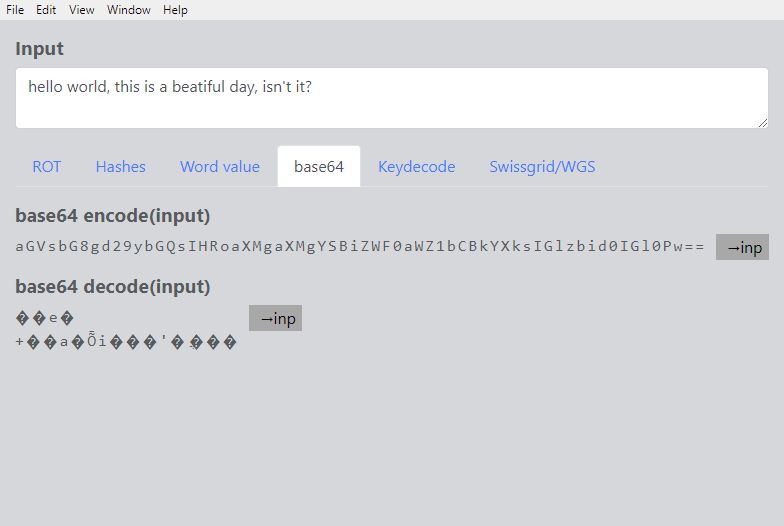 File Edit View Window Help
Input
hello world, this is a beatiful day, isn't it?
ROT Hashes Word value base64 Keydecode Swissgrid/WGS
base64 encode(input)
aGVsbG8gd29ybGQsIHRoaXMgaXMgYSBiZWF0aWZ1bCBkYXksIGlzbid0IGl0Pw== →inp
base64 decode(input)
��e� →inp
+��a�Ȭi���'����